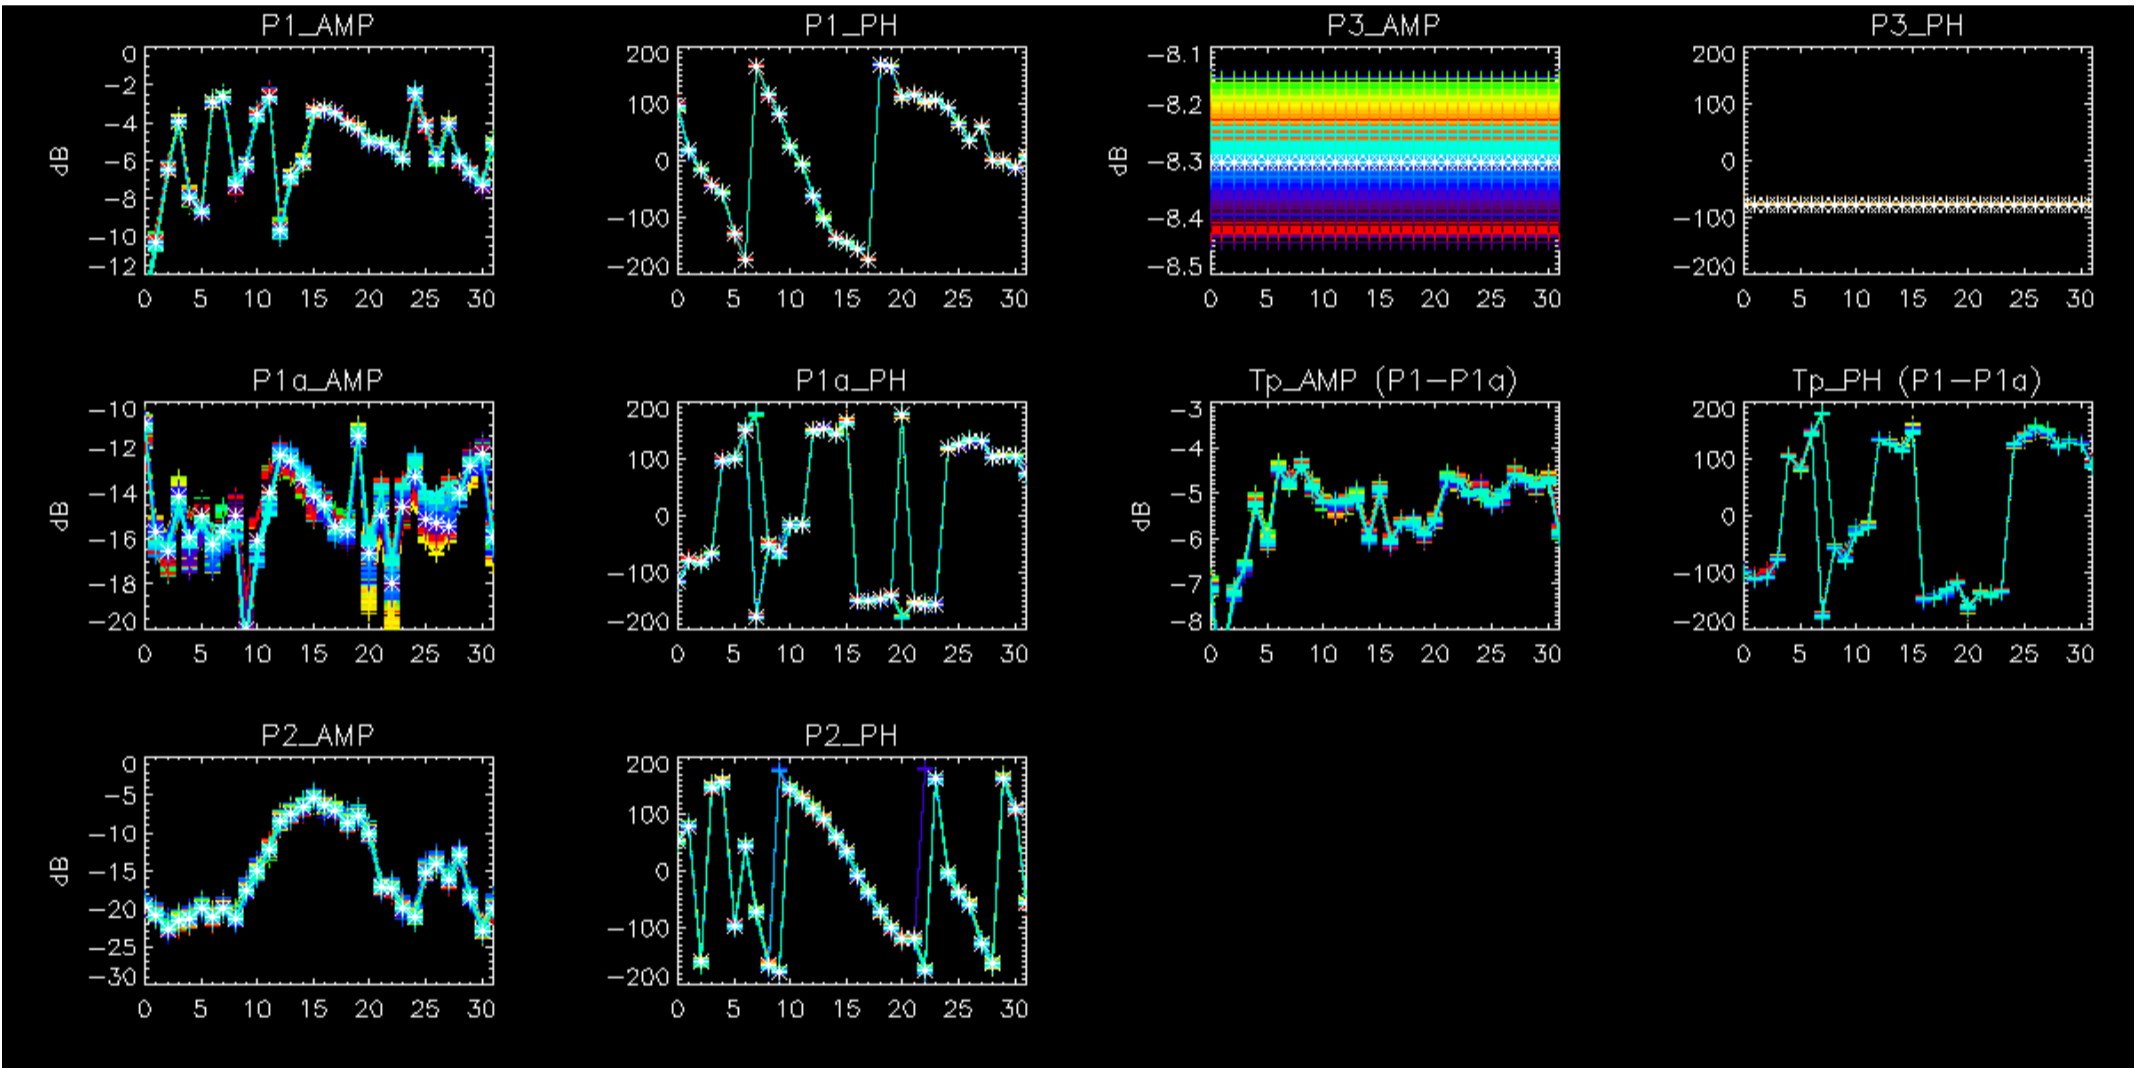 P1_AMP
0
−2
−4
−6
−8
−10
−12
dB
0 5 10 15 20 25 30
P1_PH
200
100
0
−100
−200
0 5 10 15 20 25 30
P3_AMP
−8.1
−8.2
−8.3
−8.4
−8.5
dB
0 5 10 15 20 25 30
P3_PH
200
100
0
−100
−200
0 5 10 15 20 25 30
P1a_AMP
−10
−12
−14
−16
−18
−20
dB
0 5 10 15 20 25 30
P1a_PH
200
100
0
−100
−200
0 5 10 15 20 25 30
Tp_AMP (P1−P1a)
−3
−4
−5
−6
−7
−8
dB
0 5 10 15 20 25 30
Tp_PH (P1−P1a)
200
100
0
−100
−200
0 5 10 15 20 25 30
P2_AMP
0
−5
−10
−15
−20
−25
−30
dB
0 5 10 15 20 25 30
P2_PH
200
100
0
−100
−200
0 5 10 15 20 25 30